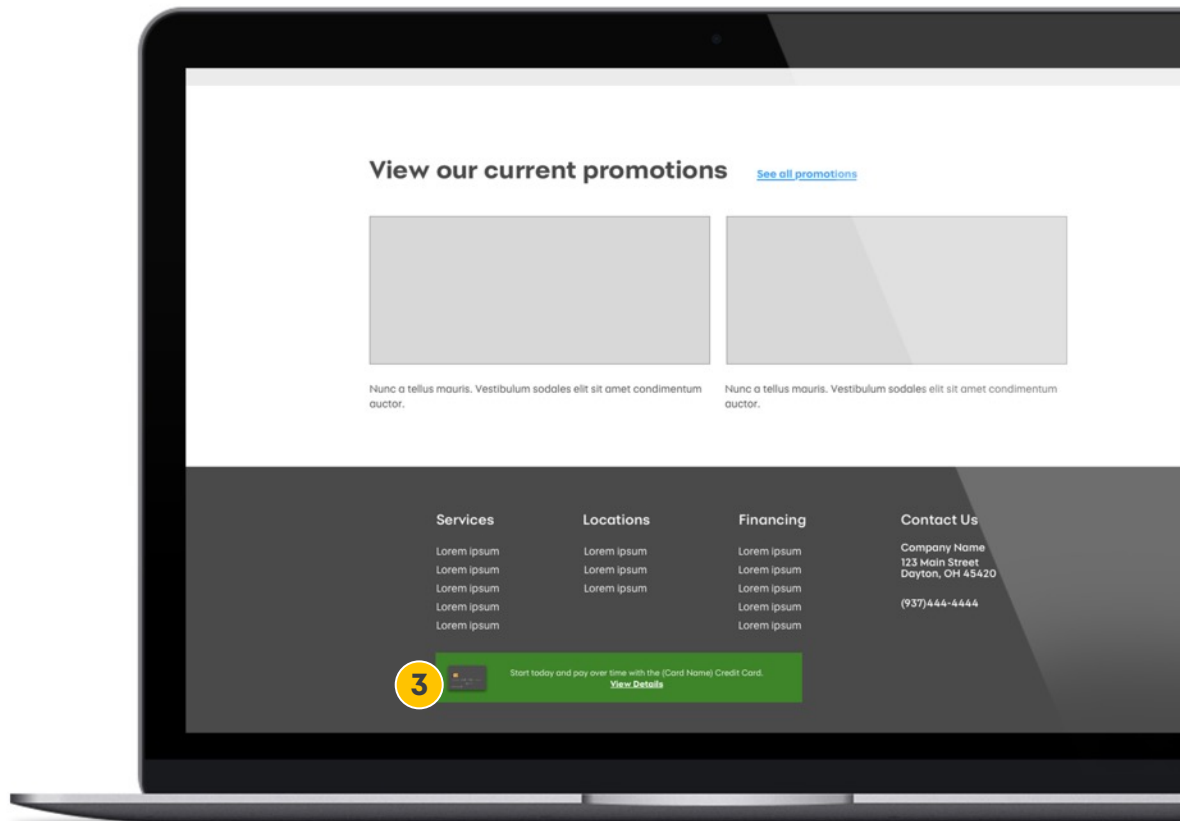 View our current promotions
See all promotions
Nunc a tellus mauris. Vestibulum sodales elit sit amet condimentum
auctor.
Nunc a tellus mauris. Vestibulum sodales elit sit amet condimentum
auctor.
Services
Lorem ipsum
Lorem ipsum
Lorem ipsum
Lorem ipsum
Lorem ipsum
Locations
Lorem ipsum
Lorem ipsum
Lorem ipsum
Financing
Lorem ipsum
Lorem ipsum
Lorem ipsum
Lorem ipsum
Lorem ipsum
Contact Us
Company Name
123 Main Street
Dayton, OH 45420
(937)444-4444
3
Start today and pay over time with the (Card Name) Credit Card.
View Details